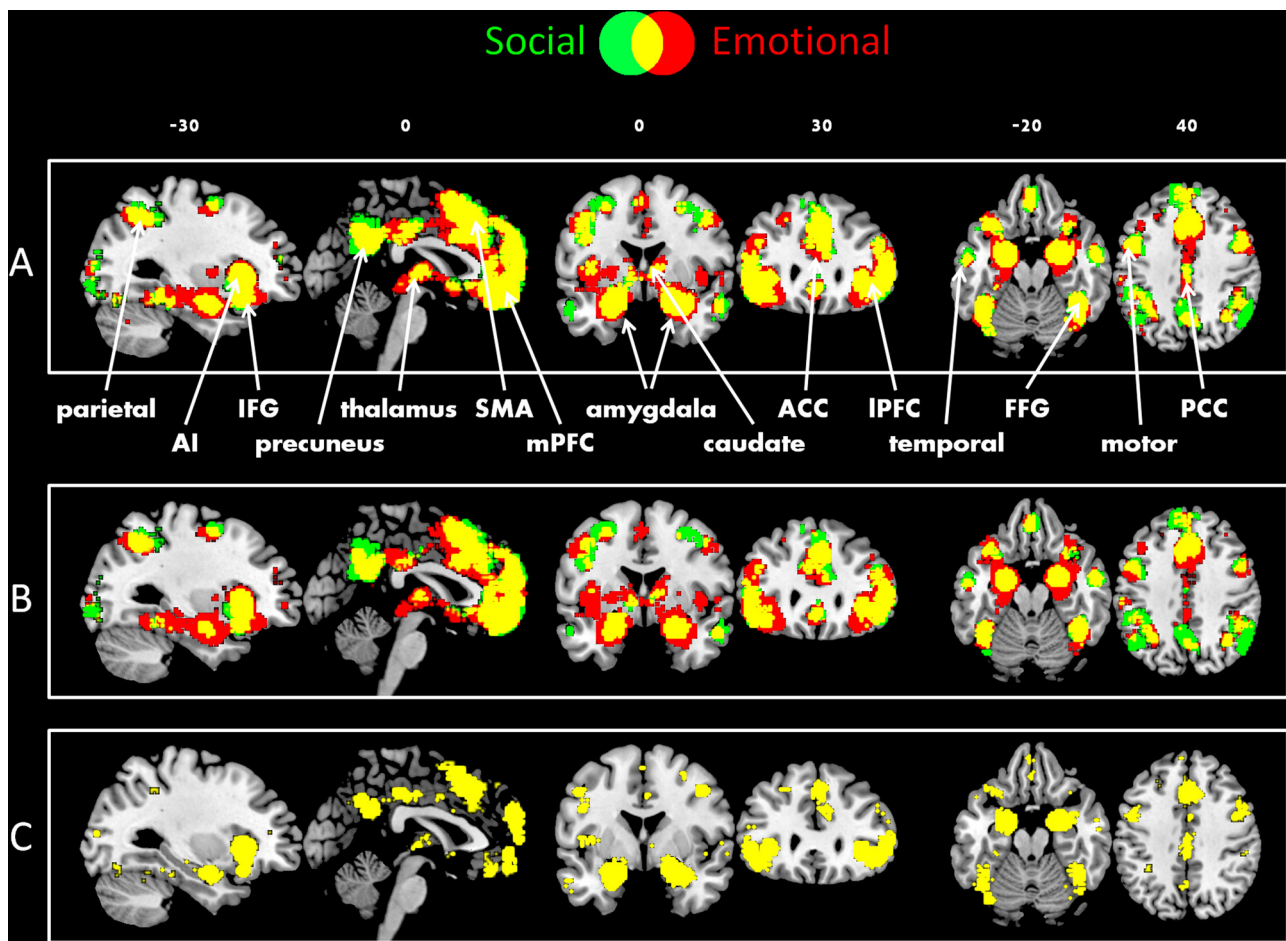 Social Emotional
-30 0 0 30 -20 40
A
parietal IFG thalamus SMA amygdala ACC lPFC FFG PCC
AI precuneus mPFC caudate temporal motor
B
C